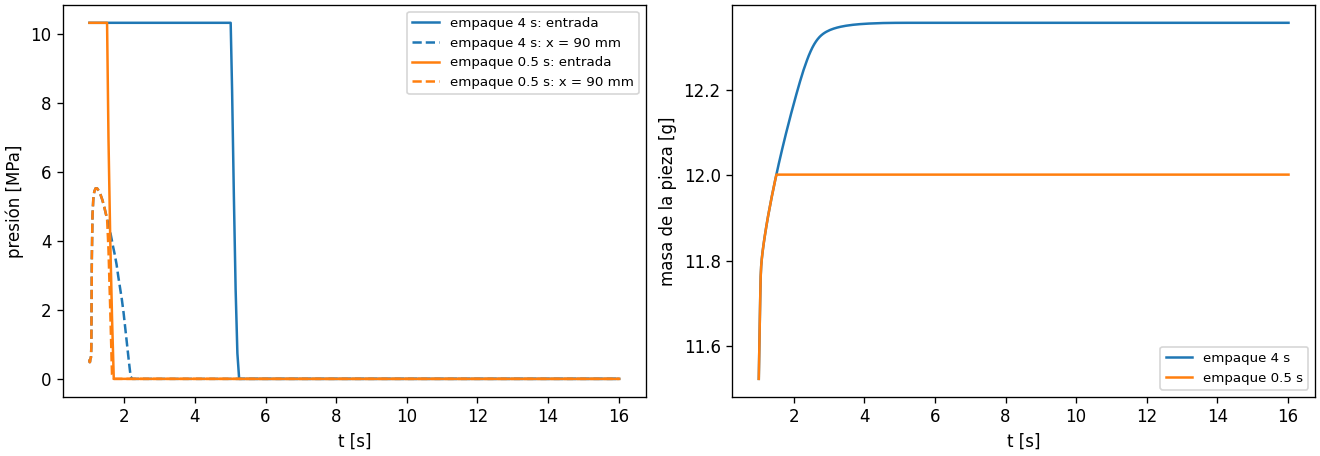 presión [MPa]
10
8
6
4
2
0
2 4 6 8 10 12 14 16
t [s]
empaque 4 s: entrada
empaque 4 s: x = 90 mm
empaque 0.5 s: entrada
empaque 0.5 s: x = 90 mm
masa de la pieza [g]
12.2
12.0
11.8
11.6
2 4 6 8 10 12 14 16
t [s]
empaque 4 s
empaque 0.5 s